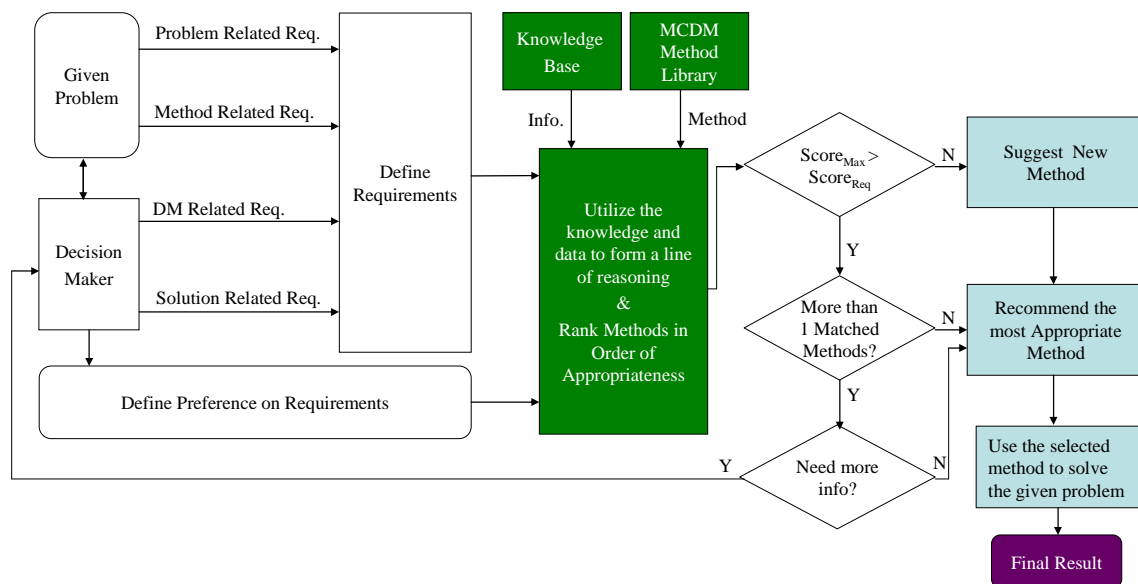 Problem Related Req.
Given
Problem
Method Related Req.
DM Related Req.
Decision
Maker
Solution Related Req.
Define
Requirements
Define Preference on Requirements
Knowledge
Base
MCDM
Method
Library
Info.
Method
Utilize the
knowledge and
data to form a line
of reasoning
&
Rank Methods in
Order of
Appropriateness
ScoreMax >
ScoreReq
N
Y
Suggest New
Method
More than
1 Matched
Methods?
N
Y
Recommend the
most Appropriate
Method
Need more
info?
Y
N
Use the selected
method to solve
the given problem
Final Result